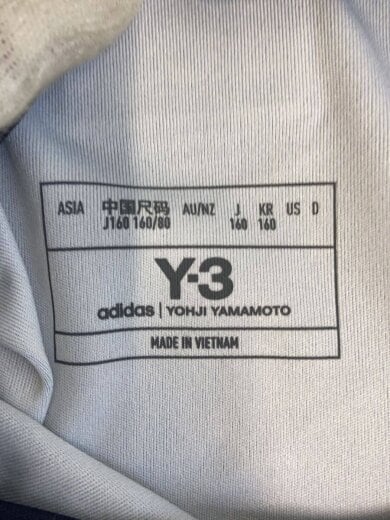 ASIA 中国尺码 AU/NZ J KR US D
J160 160/80 160 160
Y-3
adidas | YOHJI YAMAMOTO
MADE IN VIETNAM